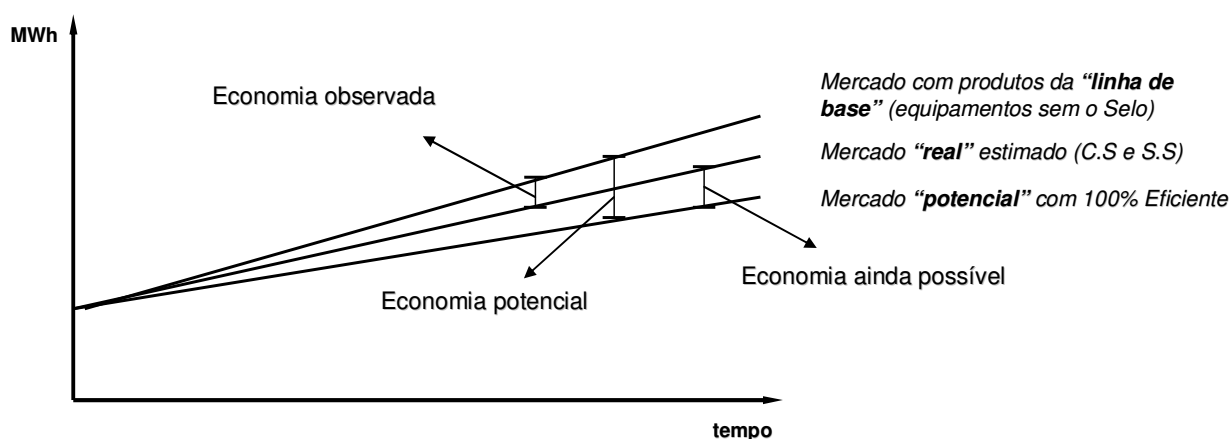 MWh
Economia observada
Mercado com produtos da “linha de
base” (equipamentos sem o Selo)
Mercado “real” estimado (C.S e S.S)
Mercado “potencial” com 100% Eficiente
Economia potencial
Economia ainda possível
tempo